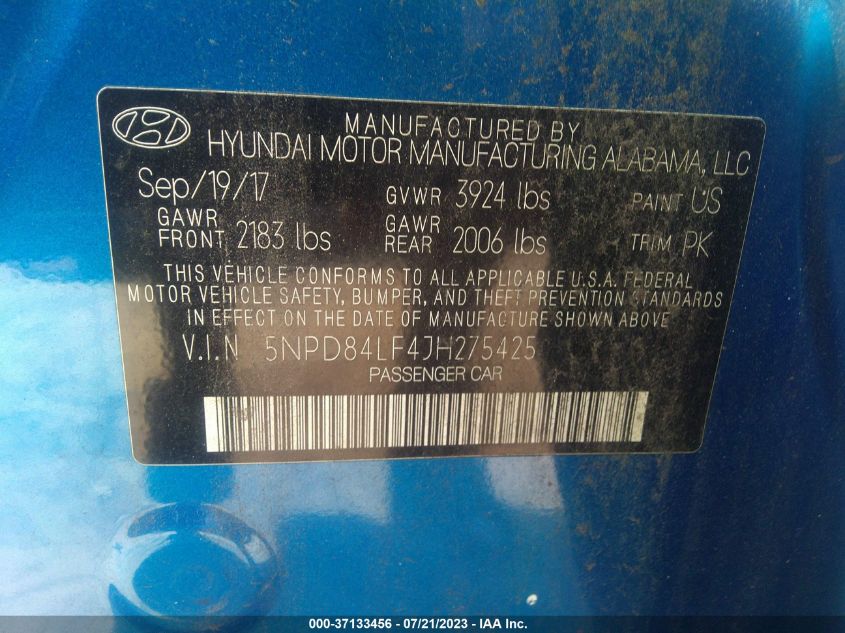 MANUFACTURED BY
HYUNDAI MOTOR MANUFACTURING ALABAMA, LLC
Sep/19/17 GVWR 3924 lbs PAINT US
GAWR FRONT 2183 lbs GAWR REAR 2006 lbs TRIM PK
THIS VEHICLE CONFORMS TO ALL APPLICABLE U.S.A. FEDERAL
MOTOR VEHICLE SAFETY, BUMPER, AND THEFT PREVENTION STANDARDS
IN EFFECT ON THE DATE OF MANUFACTURE SHOWN ABOVE.
V.I.N 5NPD84LF4JH275425
PASSENGER CAR
000-37133456 - 07/21/2023 - IAA Inc.